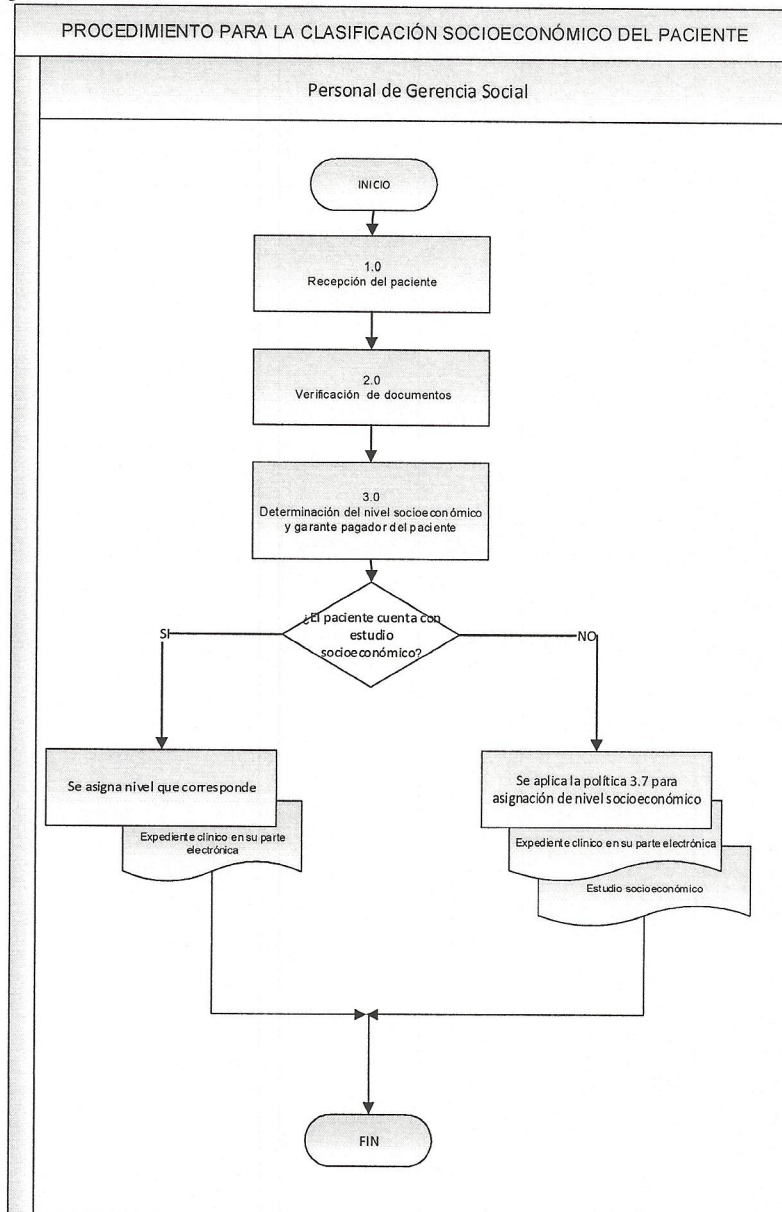 PROCEDIMIENTO PARA LA CLASIFICACIÓN SOCIOECONÓMICO DEL PACIENTE
Personal de Gerencia Social
INICIO
1.0
Recepción del paciente
2.0
Verificación de documentos
3.0
Determinación del nivel socioeconómico
y garante pagador del paciente
¿El paciente cuenta con
estudio
socioeconómico?
SI
NO
Se asigna nivel que corresponde
Expediente clínico en su parte
electrónica
Se aplica la política 3.7 para
asignación de nivel socioeconómico
Expediente clínico en su parte electrónica
Estudio socioeconómico
FIN